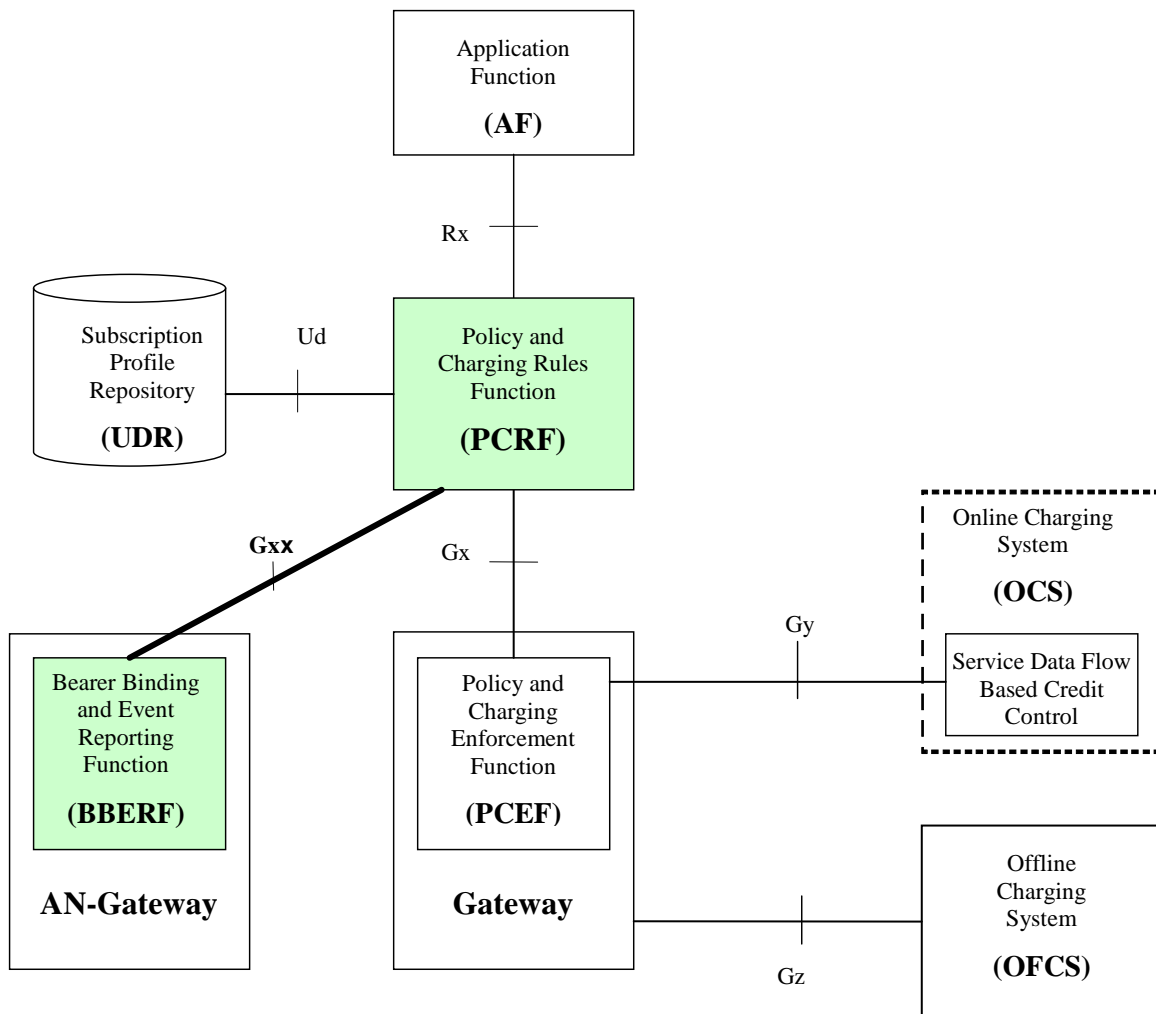 Application
Function
(AF)
Rx
Subscription
Profile
Repository
(UDR)
Ud
Policy and
Charging Rules
Function
(PCRF)
Gxx
Gx
Online Charging
System
(OCS)
Service Data Flow
Based Credit
Control
Gy
Bearer Binding
and Event
Reporting
Function
(BBERF)
AN-Gateway
Policy and
Charging
Enforcement
Function
(PCEF)
Gateway
Gz
Offline
Charging
System
(OFCS)